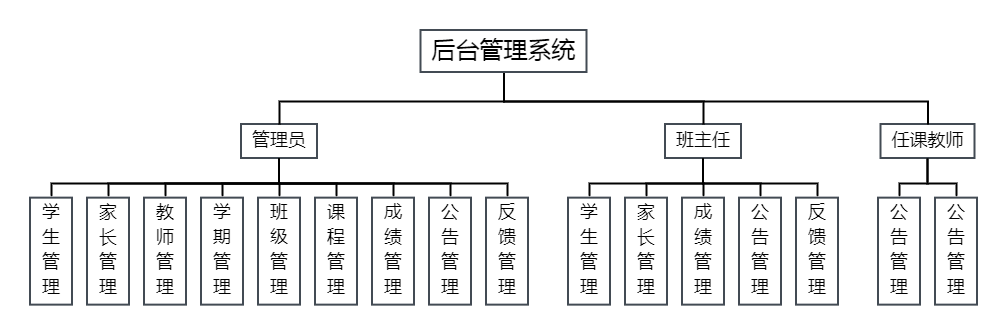 后台管理系统
管理员
班主任
任课教师
学生管理
家长管理
教师管理
学期管理
班级管理
课程管理
成绩管理
公告管理
反馈管理
学生管理
家长管理
成绩管理
公告管理
反馈管理
公告管理
公告管理